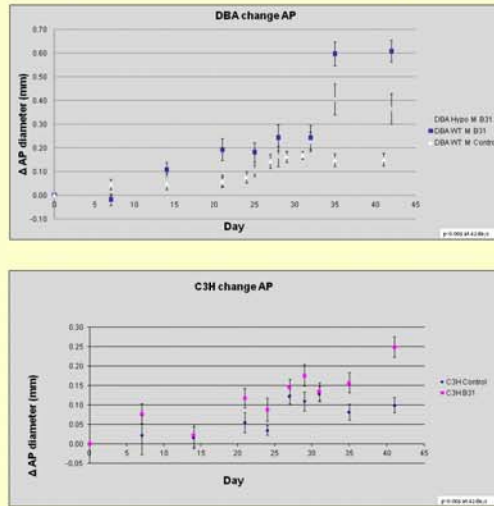 DBA change AP
Δ AP diameter (mm)
0.70
0.60
0.50
0.40
0.30
0.20
0.10
0.00
-0.10
0 5 10 15 20 25 30 35 40 45
Day
DBA Hypo M B31
DBA WT M B31
DBA WT M Control
C3H change AP
Δ AP diameter (mm)
0.30
0.25
0.20
0.15
0.10
0.05
0.00
-0.05
0 5 10 15 20 25 30 35 40 45
Day
C3H Control
C3H B31